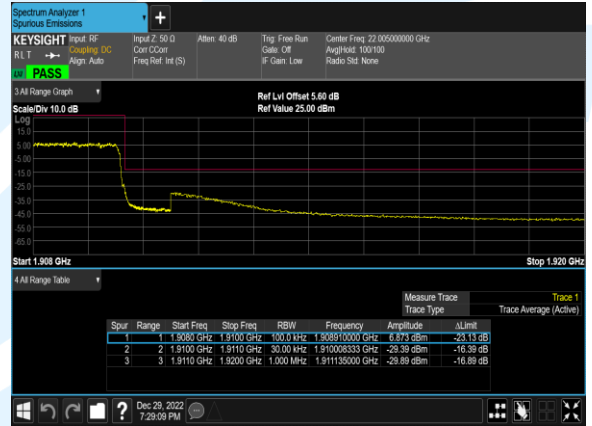 Spectrum Analyzer 1
Spurious Emissions
KEYSIGHT Input: RF Input Z: 50 Ω Atten: 40 dB Trig: Free Run Center Freq: 22.005000000 GHz
RLT Coupling: DC Corr CCorr Gate: Off Avg|Hold: 100/100
Align: Auto Freq Ref: Int (S) IF Gain: Low Radio Std: None
PASS
3 All Range Graph
Ref Lvl Offset 5.60 dB
Scale/Div 10.0 dB Ref Value 25.00 dBm
Log
15.0
5.00
-5.00
-15.0
-25.0
-35.0
-45.0
-55.0
-65.0
Start 1.908 GHz Stop 1.920 GHz
4 All Range Table
Measure Trace Trace 1
Trace Type Trace Average (Active)
Spur Range Start Freq Stop Freq RBW Frequency Amplitude ΔLimit
1 1 1.9080 GHz 1.9100 GHz 100.0 kHz 1.908910000 GHz 6.873 dBm -23.13 dB
2 2 1.9100 GHz 1.9110 GHz 30.00 kHz 1.910008333 GHz -29.39 dBm -16.39 dB
3 3 1.9110 GHz 1.9200 GHz 1.000 MHz 1.911135000 GHz -29.89 dBm -16.89 dB
Dec 29, 2022
7:29:09 PM